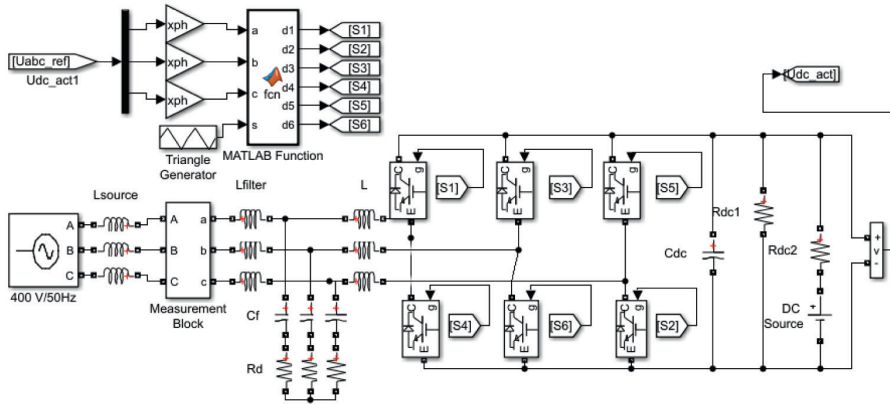 [Uabc_ref]
Udc_act1
xph
xph
xph
a
b
c
s
fcn
d1
d2
d3
d4
d5
d6
[S1]
[S2]
[S3]
[S4]
[S5]
[S6]
Triangle
Generator
MATLAB Function
[Udc_act]
Lsource
Lfilter
L
A
B
C
A
B
C
a
b
c
400 V/50Hz
Measurement
Block
Cf
Rd
C
g
E
[S1]
C
g
E
[S3]
C
g
E
[S5]
C
g
E
[S4]
C
g
E
[S6]
C
g
E
[S2]
Cdc
Rdc1
Rdc2
DC
Source
+
+
v
-